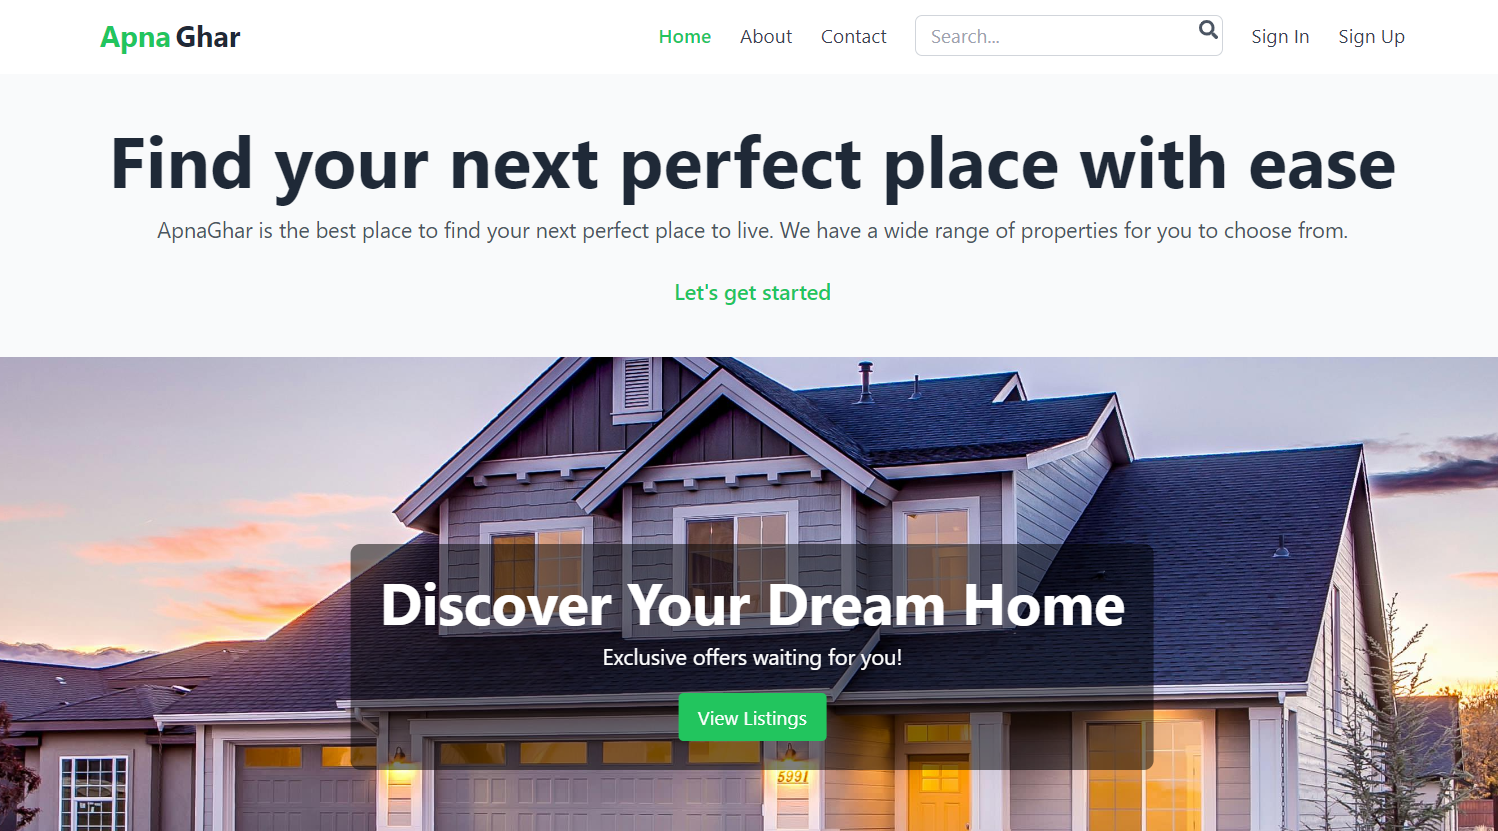 Apna Ghar
Home About Contact Search... Sign In Sign Up
Find your next perfect place with ease
ApnaGhar is the best place to find your next perfect place to live. We have a wide range of properties for you to choose from.
Let's get started
Discover Your Dream Home
Exclusive offers waiting for you!
View Listings
5991